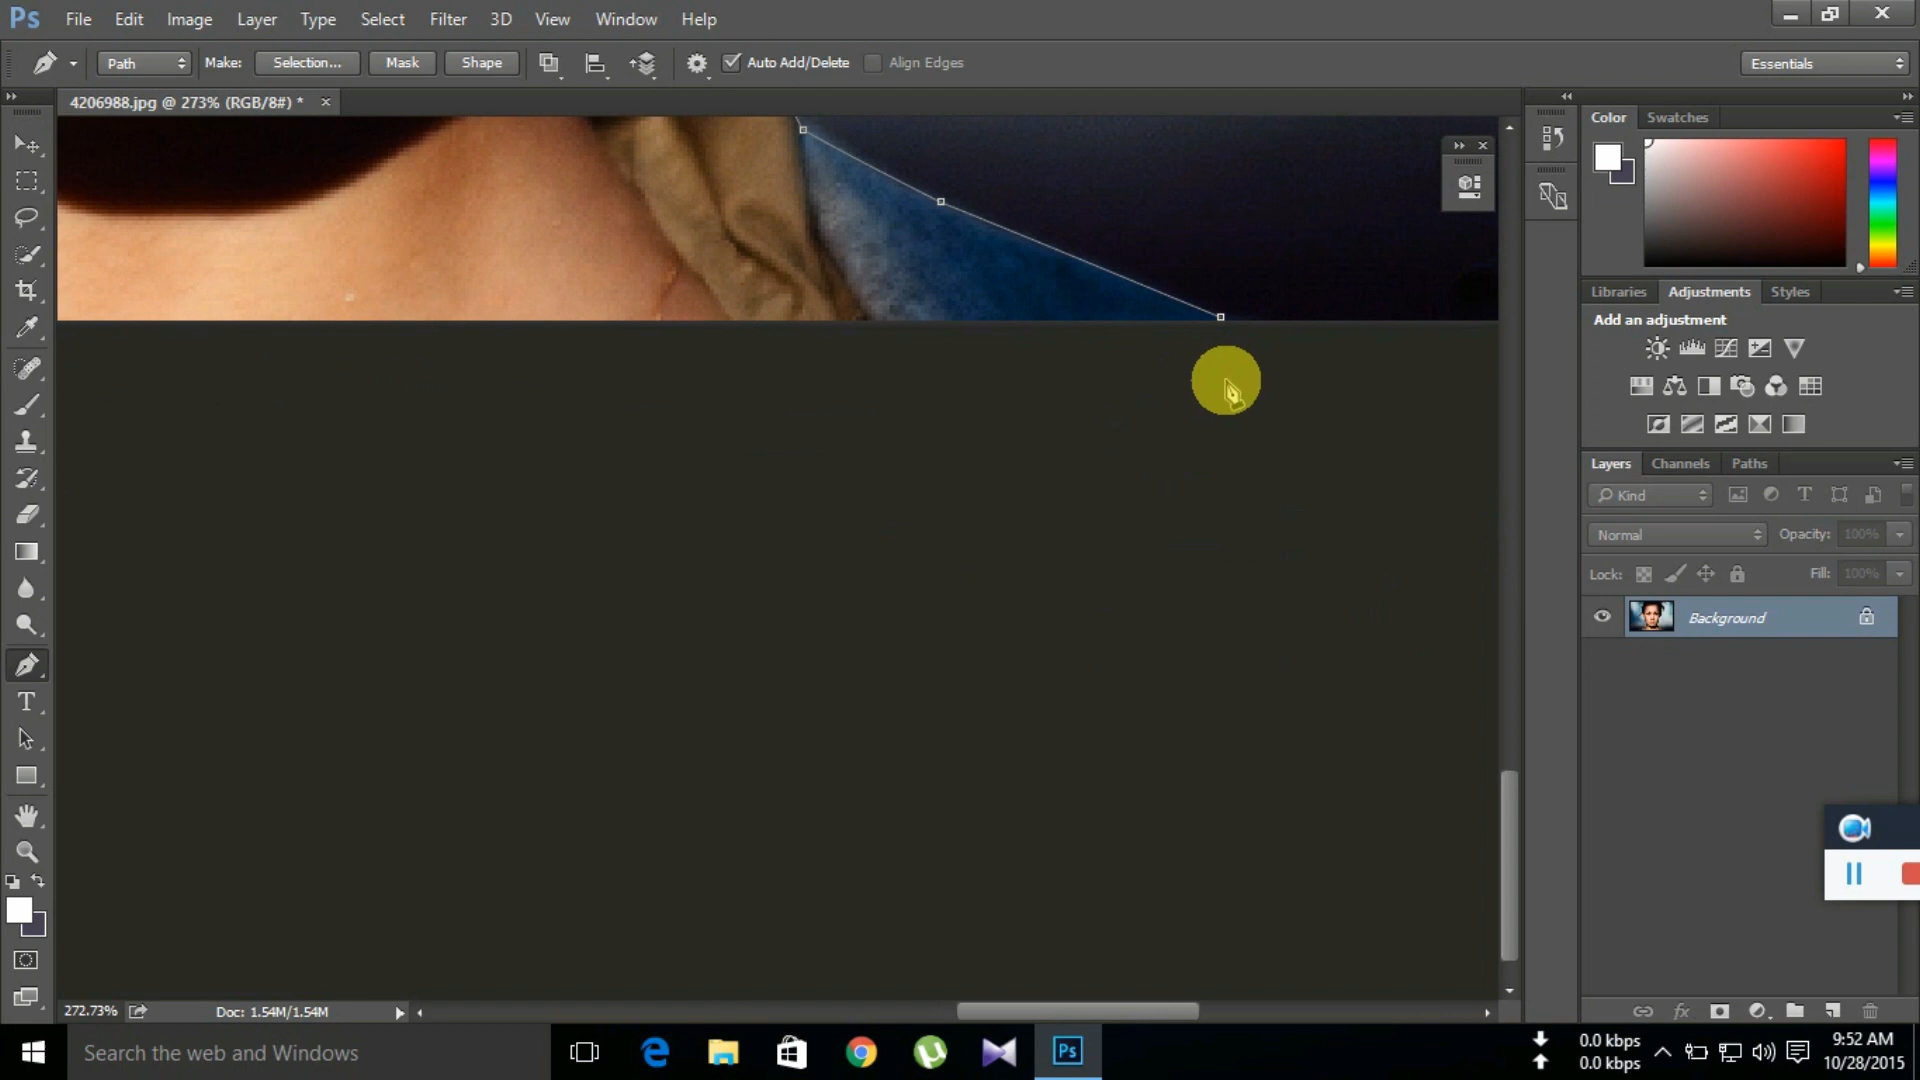 Ps File Edit Image Layer Type Select Filter 3D View Window Help
Path Make: Selection... Mask Shape Auto Add/Delete Align Edges Essentials
4206988.jpg @ 273% (RGB/8#) *
Color Swatches
Libraries Adjustments Styles
Add an adjustment
Layers Channels Paths
Kind T
Normal Opacity: 100%
Lock: Fill: 100%
Background
T
272.73% Doc: 1.54M/1.54M
fx
Search the web and Windows
Ps
0.0 kbps
0.0 kbps
9:52 AM
10/28/2015